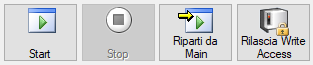 Start
Stop
Riparti da
Main
Rilascia Write
Access